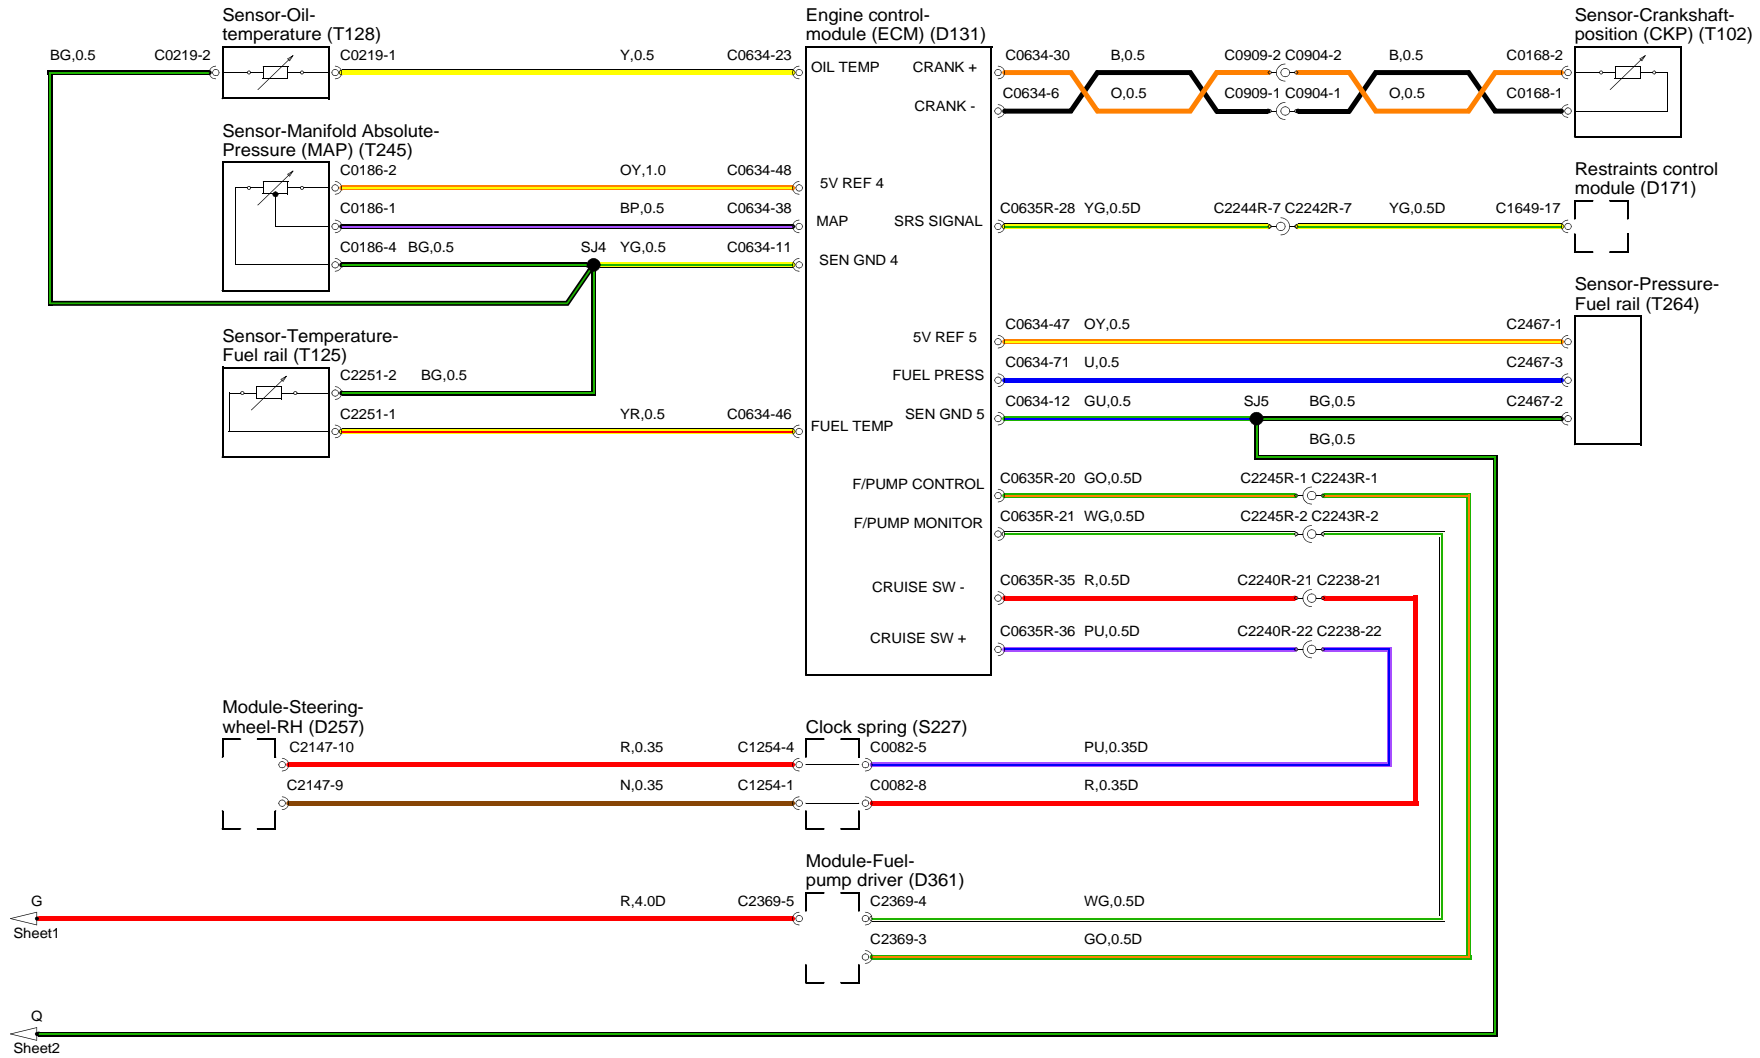 Sensor-Oil-
temperature (T128)
Engine control-
module (ECM) (D131)
Sensor-Crankshaft-
position (CKP) (T102)
BG,0.5 C0219-2 C0219-1 Y,0.5 C0634-23
OIL TEMP CRANK +
C0634-30 B,0.5 C0909-2 C0904-2 B,0.5 C0168-2
CRANK -
C0634-6 O,0.5 C0909-1 C0904-1 O,0.5 C0168-1
Sensor-Manifold Absolute-
Pressure (MAP) (T245)
C0186-2 OY,1.0 C0634-48
5V REF 4
Restraints control
module (D171)
C0186-1 BP,0.5 C0634-38
MAP SRS SIGNAL
C0635R-28 YG,0.5D C2244R-7 C2242R-7 YG,0.5D C1649-17
C0186-4 BG,0.5 SJ4 YG,0.5 C0634-11
SEN GND 4
Sensor-Pressure-
Fuel rail (T264)
Sensor-Temperature-
Fuel rail (T125)
5V REF 5
C0634-47 OY,0.5 C2467-1
C2251-2 BG,0.5
FUEL PRESS
C0634-71 U,0.5 C2467-3
C2251-1 YR,0.5 C0634-46
FUEL TEMP SEN GND 5
C0634-12 GU,0.5 SJ5 BG,0.5 C2467-2
BG,0.5
F/PUMP CONTROL
C0635R-20 GO,0.5D C2245R-1 C2243R-1
F/PUMP MONITOR
C0635R-21 WG,0.5D C2245R-2 C2243R-2
CRUISE SW -
C0635R-35 R,0.5D C2240R-21 C2238-21
CRUISE SW +
C0635R-36 PU,0.5D C2240R-22 C2238-22
Module-Steering-
wheel-RH (D257)
Clock spring (S227)
C2147-10 R,0.35 C1254-4 C0082-5 PU,0.35D
C2147-9 N,0.35 C1254-1 C0082-8 R,0.35D
Module-Fuel-
pump driver (D361)
G R,4.0D C2369-5 C2369-4 WG,0.5D
Sheet1
C2369-3 GO,0.5D
Q
Sheet2